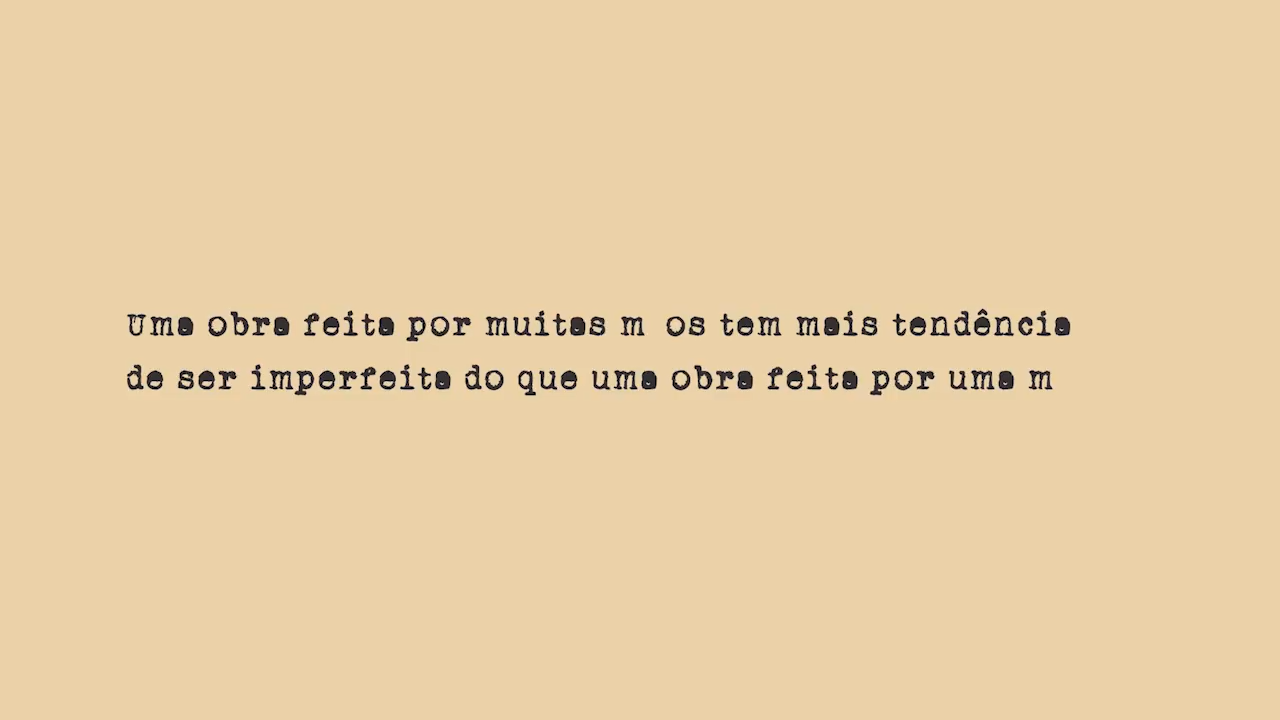 Uma obra feita por muitas m os tem mais tendência
de ser imperfeita do que uma obra feita por uma m